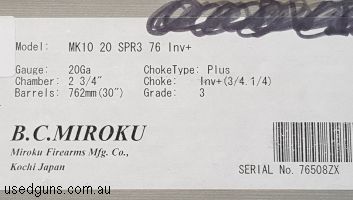 Model: MK10 20 SPR3 76 Inv+
Gauge: 20Ga ChokeType: Plus
Chamber: 2 3/4" Choke: Inv+(3/4.1/4)
Barrels: 762mm(30") Grade: 3
B.C.MIROKU
Miroku Firearms Mfg. Co.,
Kochi Japan
SERIAL No. 76508ZX
usedguns.com.au